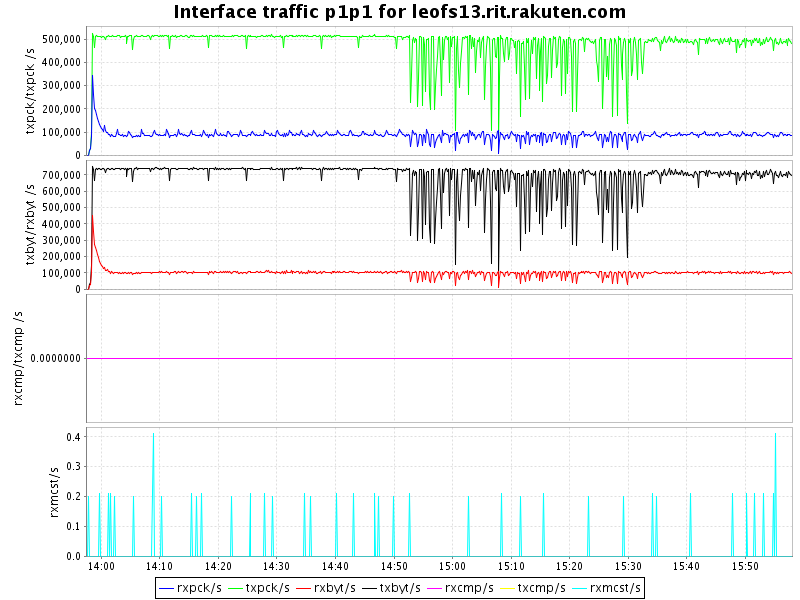 Interface traffic p1p1 for leofs13.rit.rakuten.com
txpck/txpck /s
500,000
400,000
300,000
200,000
100,000
0
txbyt/rxbyt /s
700,000
600,000
500,000
400,000
300,000
200,000
100,000
0
rxcmp/txcmp /s
0.0000000
rxmcst/s
0.4
0.3
0.2
0.1
0.0
14:00 14:10 14:20 14:30 14:40 14:50 15:00 15:10 15:20 15:30 15:40 15:50
rxpck/s txpck/s rxbyt/s txbyt/s rxcmp/s txcmp/s rxmcst/s